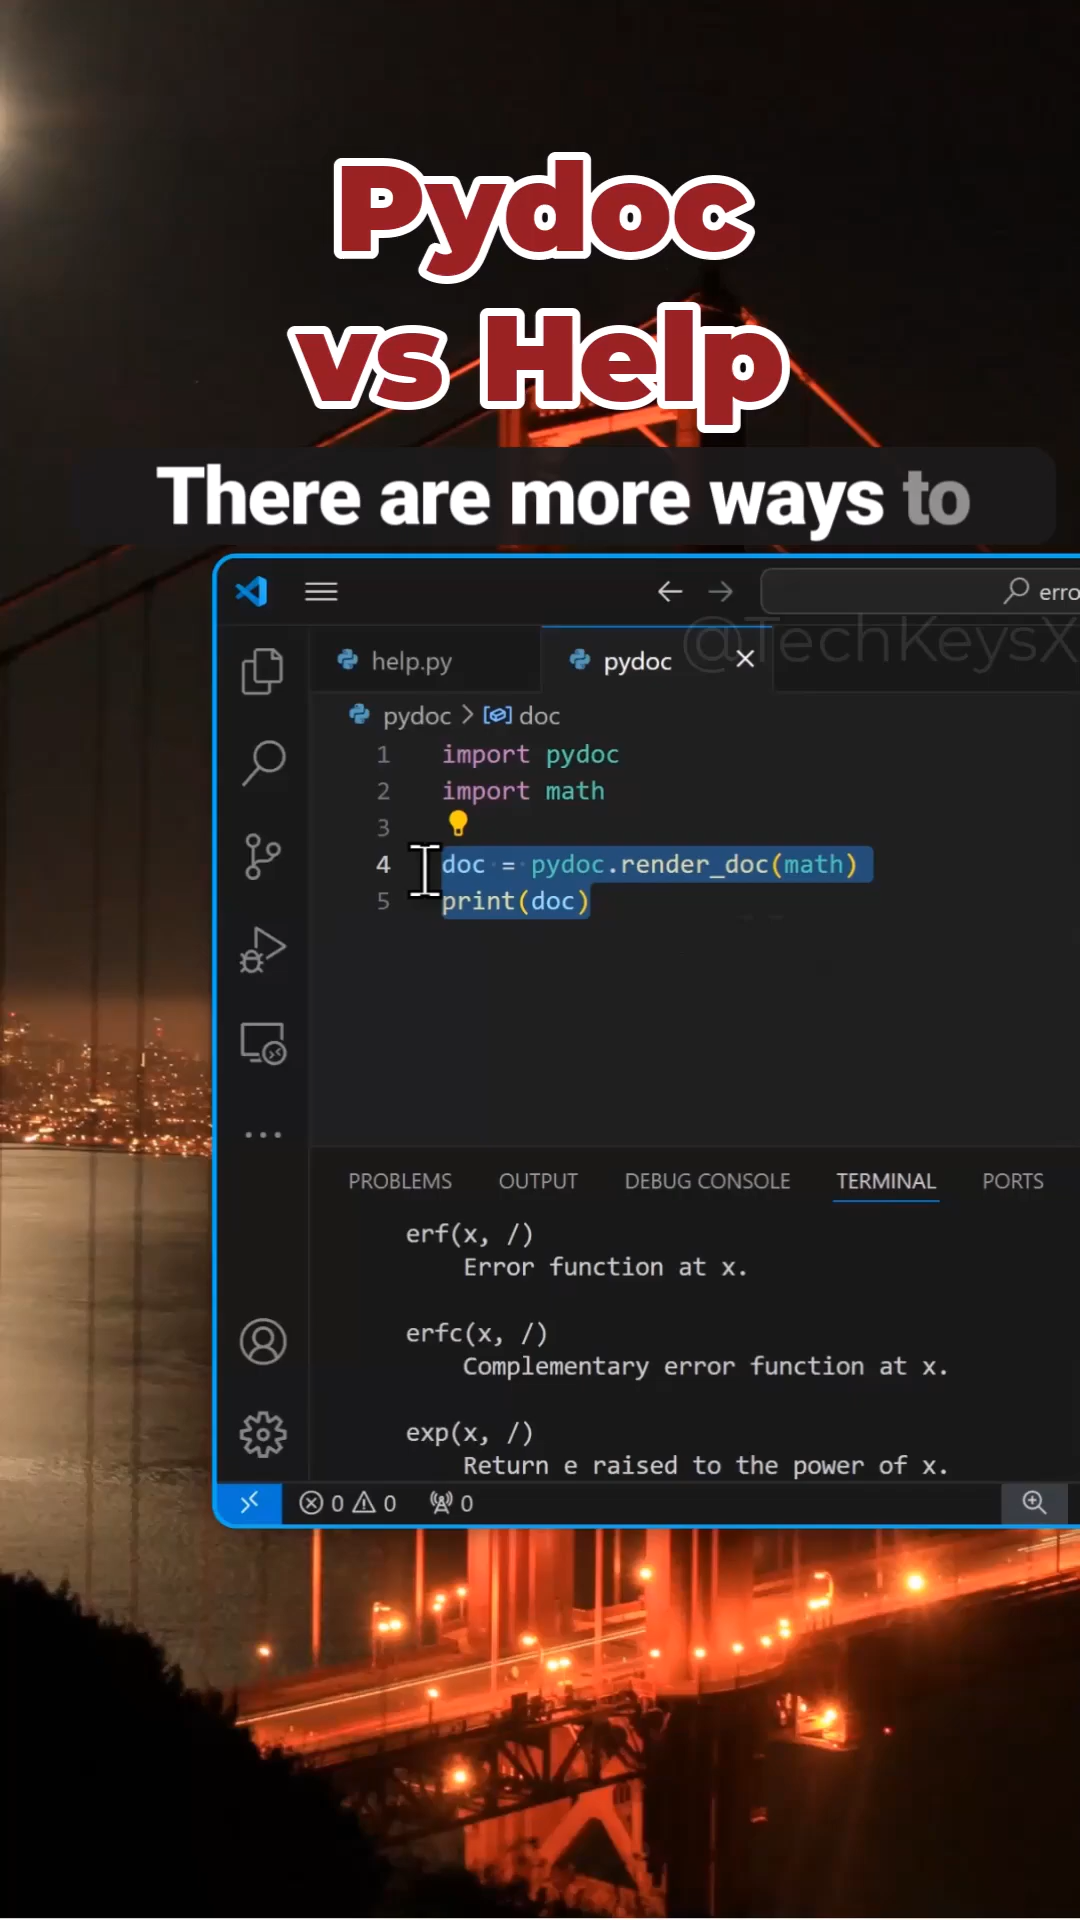 Pydoc
vs Help
There are more ways to
erro
@TechKeysX
help.py
pydoc
pydoc > doc
1 import pydoc
2 import math
3
4 doc = pydoc.render_doc(math)
5 print(doc)
PROBLEMS OUTPUT DEBUG CONSOLE TERMINAL PORTS
erf(x, /)
Error function at x.
erfc(x, /)
Complementary error function at x.
exp(x, /)
Return e raised to the power of x.
0 0 0